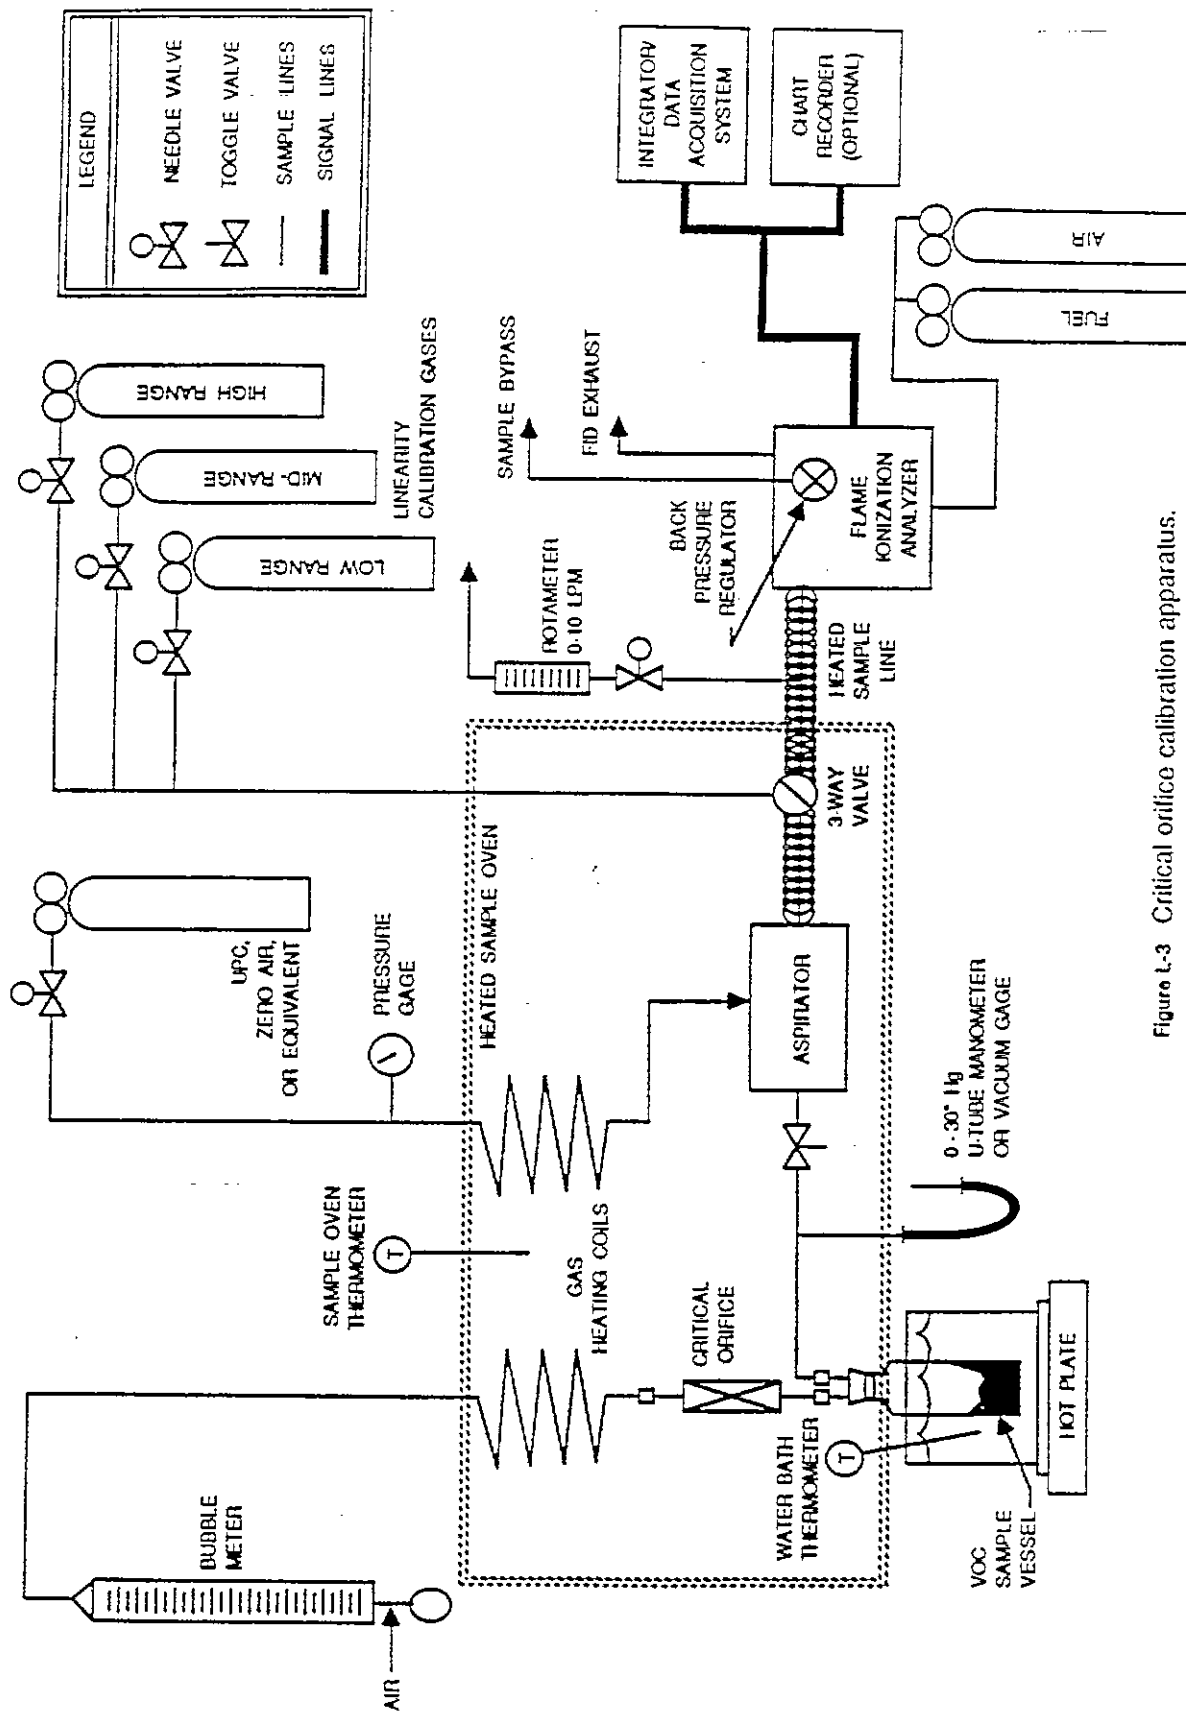 LEGEND
NEEDLE VALVE
TOGGLE VALVE
SAMPLE LINES
SIGNAL LINES
HIGH RANGE
MID-RANGE
LOW RANGE
LINEARITY
CALIBRATION GASES
UPC,
ZERO AIR,
OR EQUIVALENT
PRESSURE
GAGE
SAMPLE OVEN
THERMOMETER
T
BUBBLE
METER
AIR
HEATED SAMPLE OVEN
GAS
HEATING COILS
CRITICAL
ORIFICE
WATER BATH
THERMOMETER
T
VOC
SAMPLE
VESSEL
HOT PLATE
0-30" Hg
U-TUBE MANOMETER
OR VACUUM GAGE
ASPIRATOR
3-WAY
VALVE
HEATED
SAMPLE
LINE
ROTAMETER
0-10 LPM
BACK
PRESSURE
REGULATOR
SAMPLE BYPASS
FID EXHAUST
FLAME
IONIZATION
ANALYZER
INTEGRATOR/
DATA
ACQUISITION
SYSTEM
CHART
RECORDER
(OPTIONAL)
FUEL
AIR
Figure L-3 Critical orifice calibration apparatus.